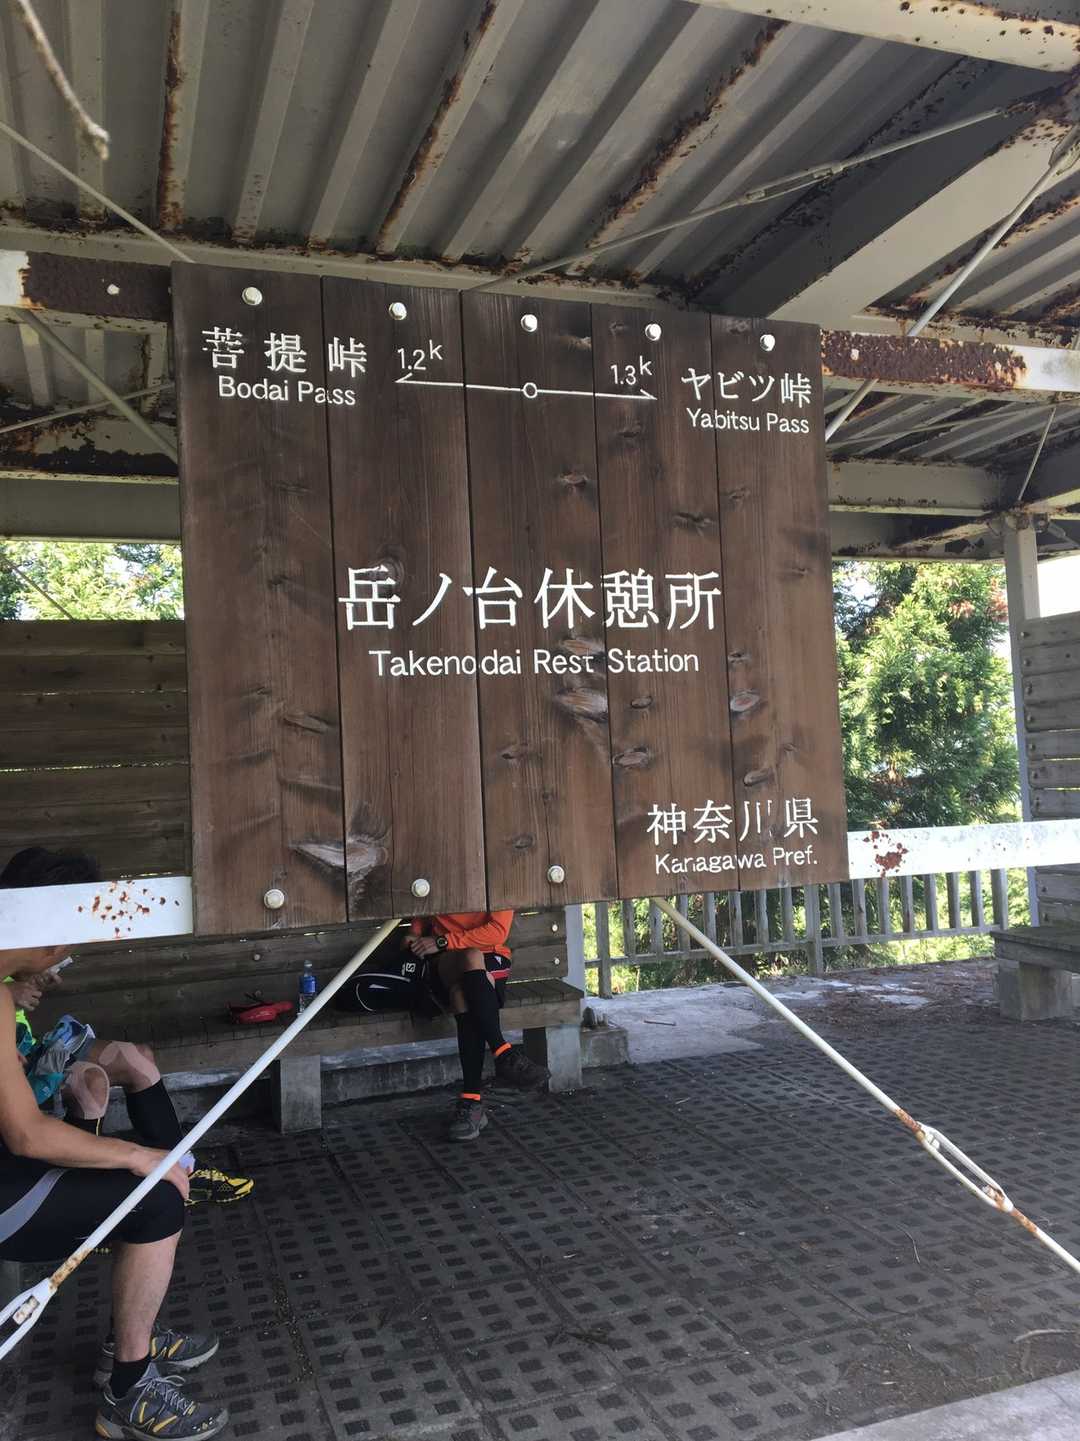 菩提峠
Bodai Pass
1.2k
1.3k
ヤビツ峠
Yabitsu Pass
岳ノ台休憩所
Takenodai Rest Station
神奈川県
Kanagawa Pref.